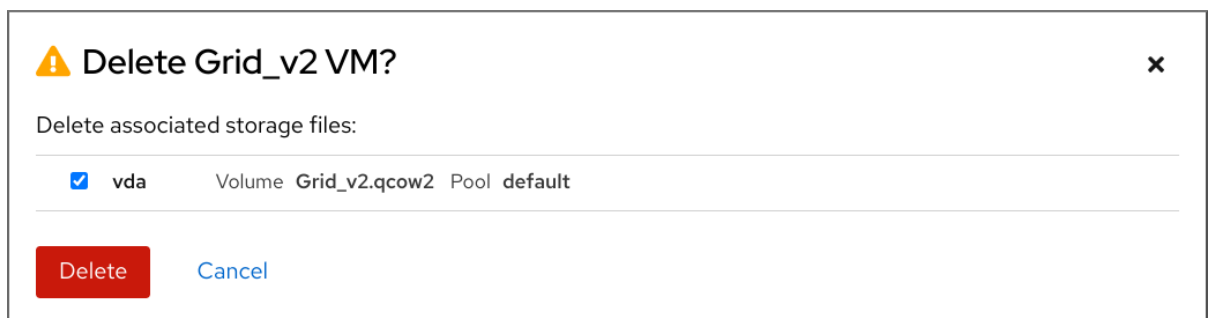 Delete Grid_v2 VM?
Delete associated storage files:
vda Volume Grid_v2.qcow2 Pool default
Delete Cancel